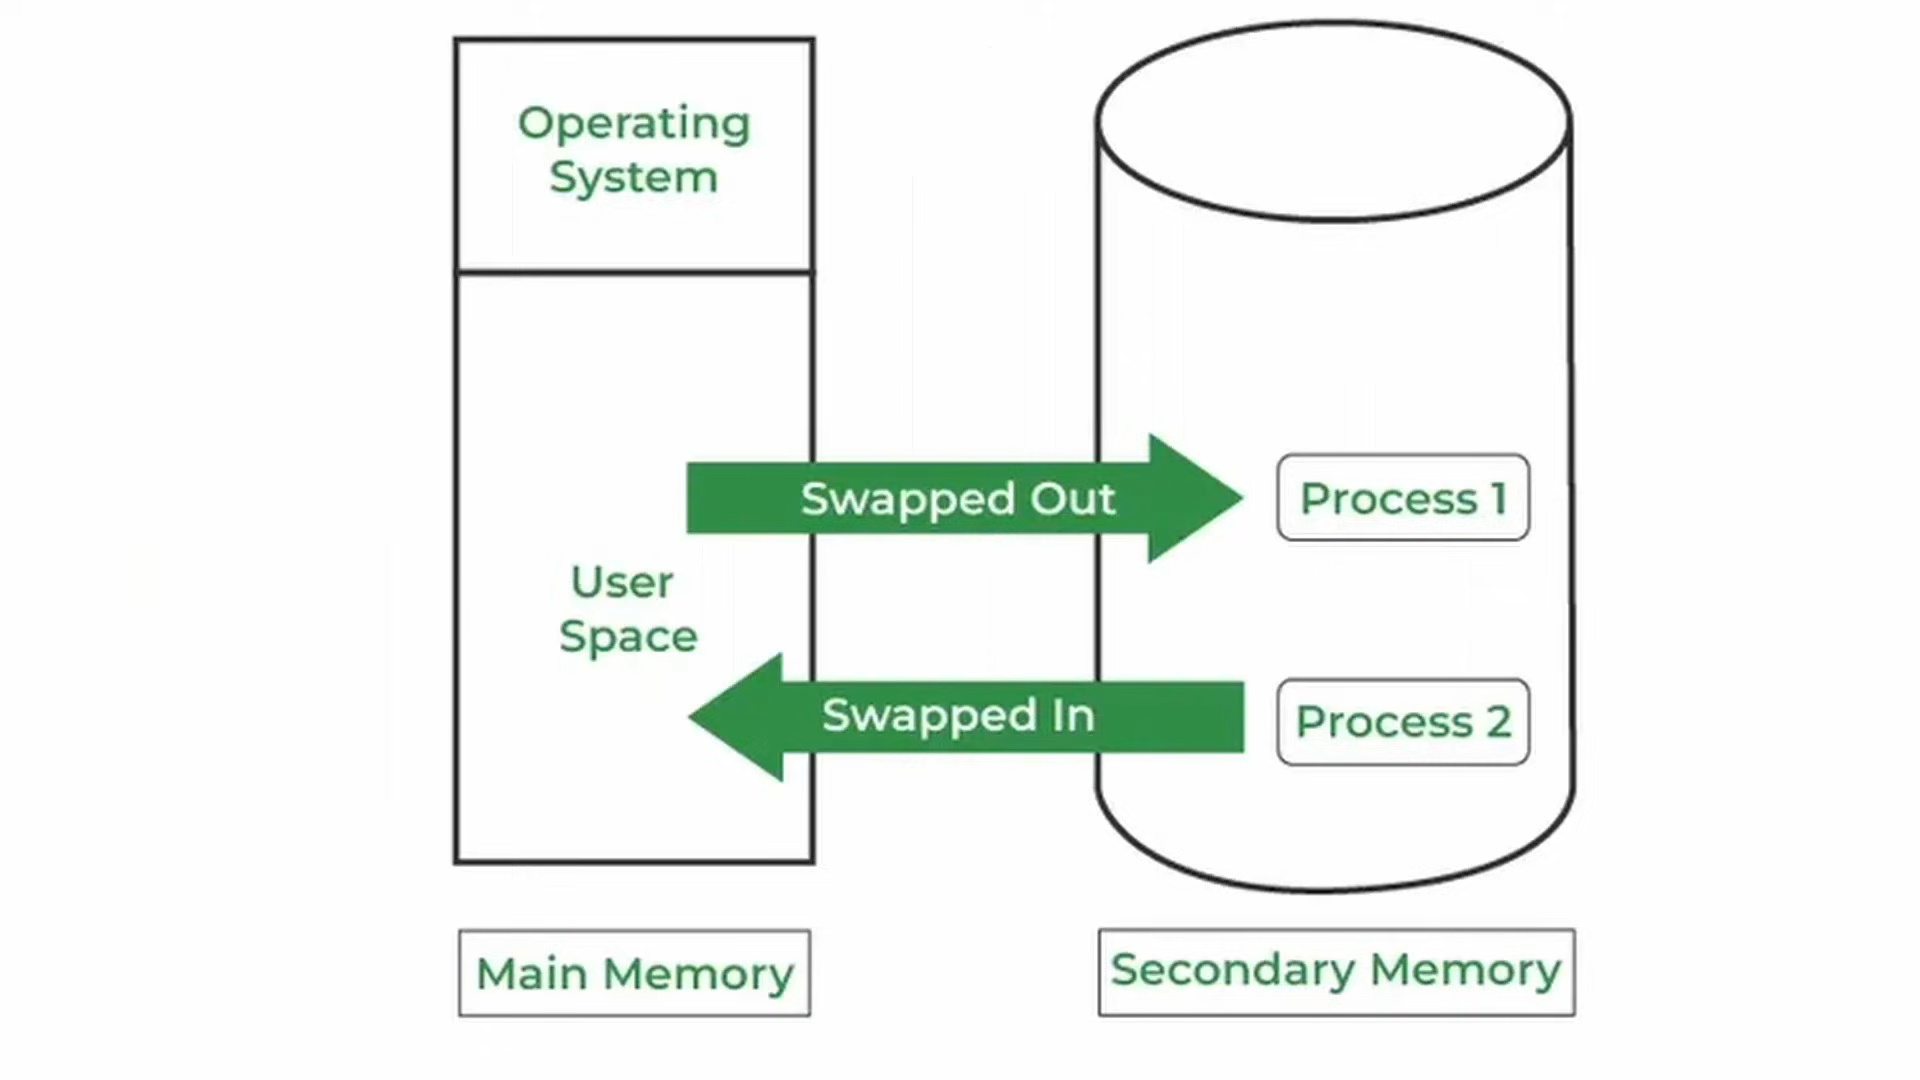 Operating
System
Swapped Out
Process 1
User
Space
Swapped In
Process 2
Main Memory
Secondary Memory